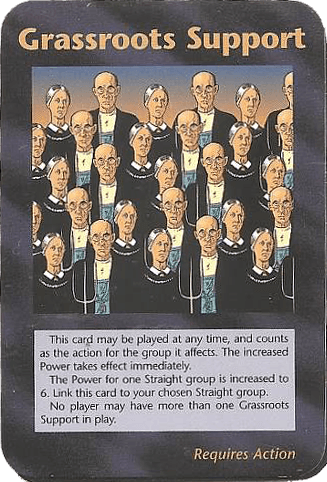 Grassroots Support
This card may be played at any time, and counts
as the action for the group it affects. The increased
Power takes effect immediately.
The Power for one Straight group is increased to
6. Link this card to your chosen Straight group.
No player may have more than one Grassroots
Support in play.
Requires Action